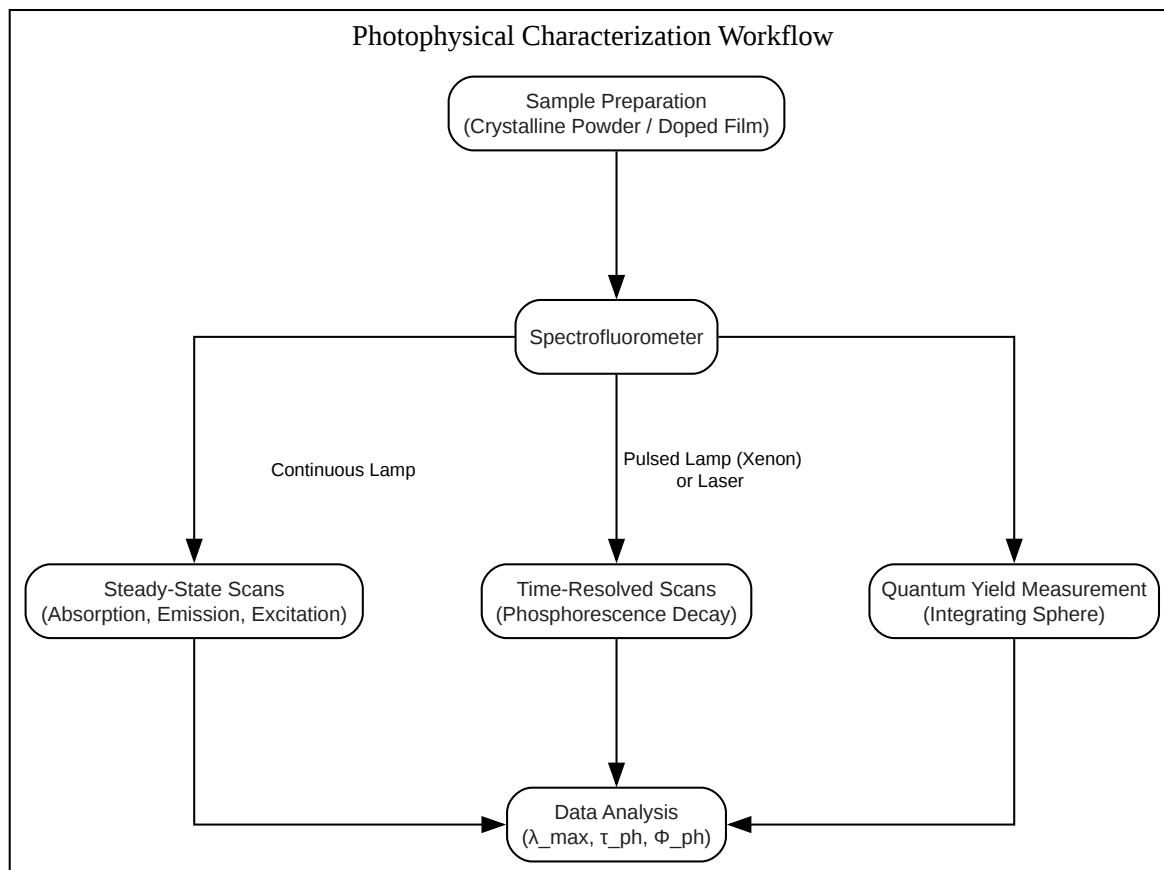 Photophysical Characterization Workflow
Sample Preparation
(Crystalline Powder / Doped Film)
Spectrofluorometer
Continuous Lamp
Pulsed Lamp (Xenon)
or Laser
Steady-State Scans
(Absorption, Emission, Excitation)
Time-Resolved Scans
(Phosphorescence Decay)
Quantum Yield Measurement
(Integrating Sphere)
Data Analysis
(λ_max, τ_ph, Φ_ph)